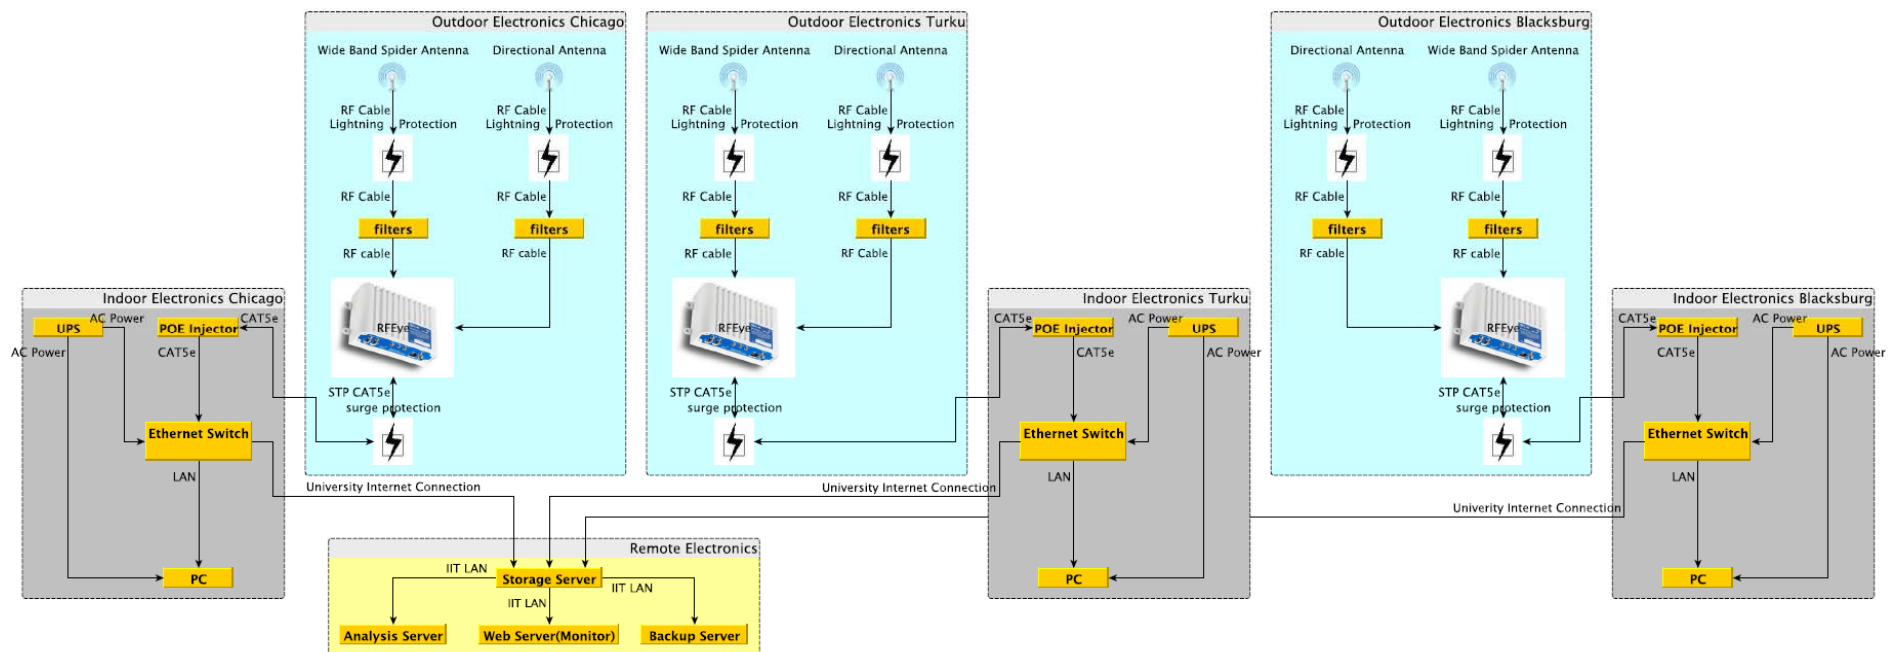 Outdoor Electronics Chicago
Wide Band Spider Antenna
Directional Antenna
RF Cable
Lightning Protection
RF Cable
Lightning Protection
RF Cable
RF Cable
filters
filters
RF cable
RF cable
RFEye
STP CAT5e
surge protection
Outdoor Electronics Turku
Wide Band Spider Antenna
Directional Antenna
RF Cable
Lightning Protection
RF Cable
Lightning Protection
RF Cable
RF Cable
filters
filters
RF cable
RF Cable
RFEye
STP CAT5e
surge protection
Outdoor Electronics Blacksburg
Directional Antenna
Wide Band Spider Antenna
RF Cable
Lightning Protection
RF Cable
Lightning Protection
RF Cable
RF Cable
filters
filters
RF cable
RF cable
RFEye
STP CAT5e
surge protection
Indoor Electronics Chicago
UPS
AC Power
POE Injector
CAT5e
AC Power
CAT5e
Ethernet Switch
LAN
PC
University Internet Connection
Indoor Electronics Turku
CAT5e
POE Injector
AC Power
UPS
CAT5e
AC Power
Ethernet Switch
LAN
PC
University Internet Connection
Indoor Electronics Blacksburg
CAT5e
POE Injector
AC Power
UPS
CAT5e
AC Power
Ethernet Switch
LAN
PC
Univerity Internet Connection
Remote Electronics
IIT LAN
Storage Server
IIT LAN
IIT LAN
Analysis Server
Web Server(Monitor)
Backup Server